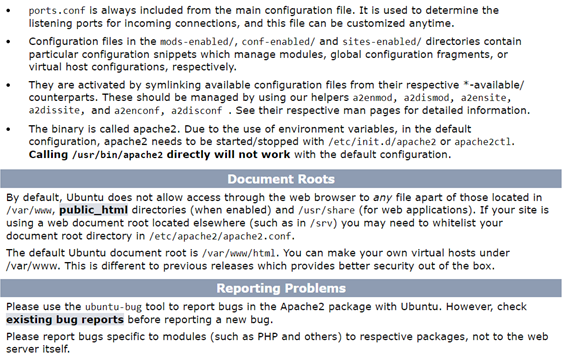 • ports.conf is always included from the main configuration file. It is used to determine the
listening ports for incoming connections, and this file can be customized anytime.
• Configuration files in the mods-enabled/, conf-enabled/ and sites-enabled/ directories contain
particular configuration snippets which manage modules, global configuration fragments, or
virtual host configurations, respectively.
• They are activated by symlinking available configuration files from their respective *-available/
counterparts. These should be managed by using our helpers a2enmod, a2dismod, a2ensite,
a2dissite, and a2enconf, a2disconf . See their respective man pages for detailed information.
• The binary is called apache2. Due to the use of environment variables, in the default
configuration, apache2 needs to be started/stopped with /etc/init.d/apache2 or apache2ctl.
Calling /usr/bin/apache2 directly will not work with the default configuration.
Document Roots
By default, Ubuntu does not allow access through the web browser to any file apart of those located in
/var/www, public_html directories (when enabled) and /usr/share (for web applications). If your site is
using a web document root located elsewhere (such as in /srv) you may need to whitelist your
document root directory in /etc/apache2/apache2.conf.
The default Ubuntu document root is /var/www/html. You can make your own virtual hosts under
/var/www. This is different to previous releases which provides better security out of the box.
Reporting Problems
Please use the ubuntu-bug tool to report bugs in the Apache2 package with Ubuntu. However, check
existing bug reports before reporting a new bug.
Please report bugs specific to modules (such as PHP and others) to respective packages, not to the web
server itself.